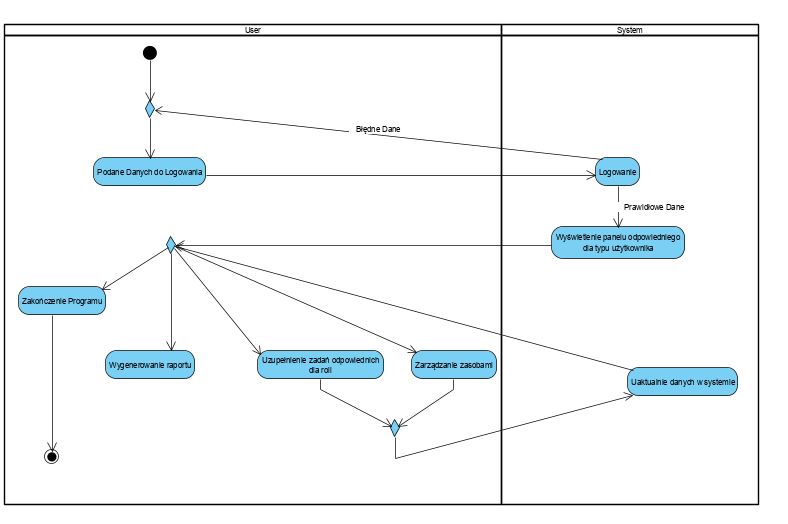 User
System
Błędne Dane
Podane Danych do Logowania
Logowanie
Prawidłowe Dane
Wyświetlenie panelu odpowiedniego
dla typu użytkownika
Zakończenie Programu
Wygenerowanie raportu
Uzupełnienie zadań odpowiednich
dla roli
Zarządzanie zasobami
Uaktualnie danych w systemie